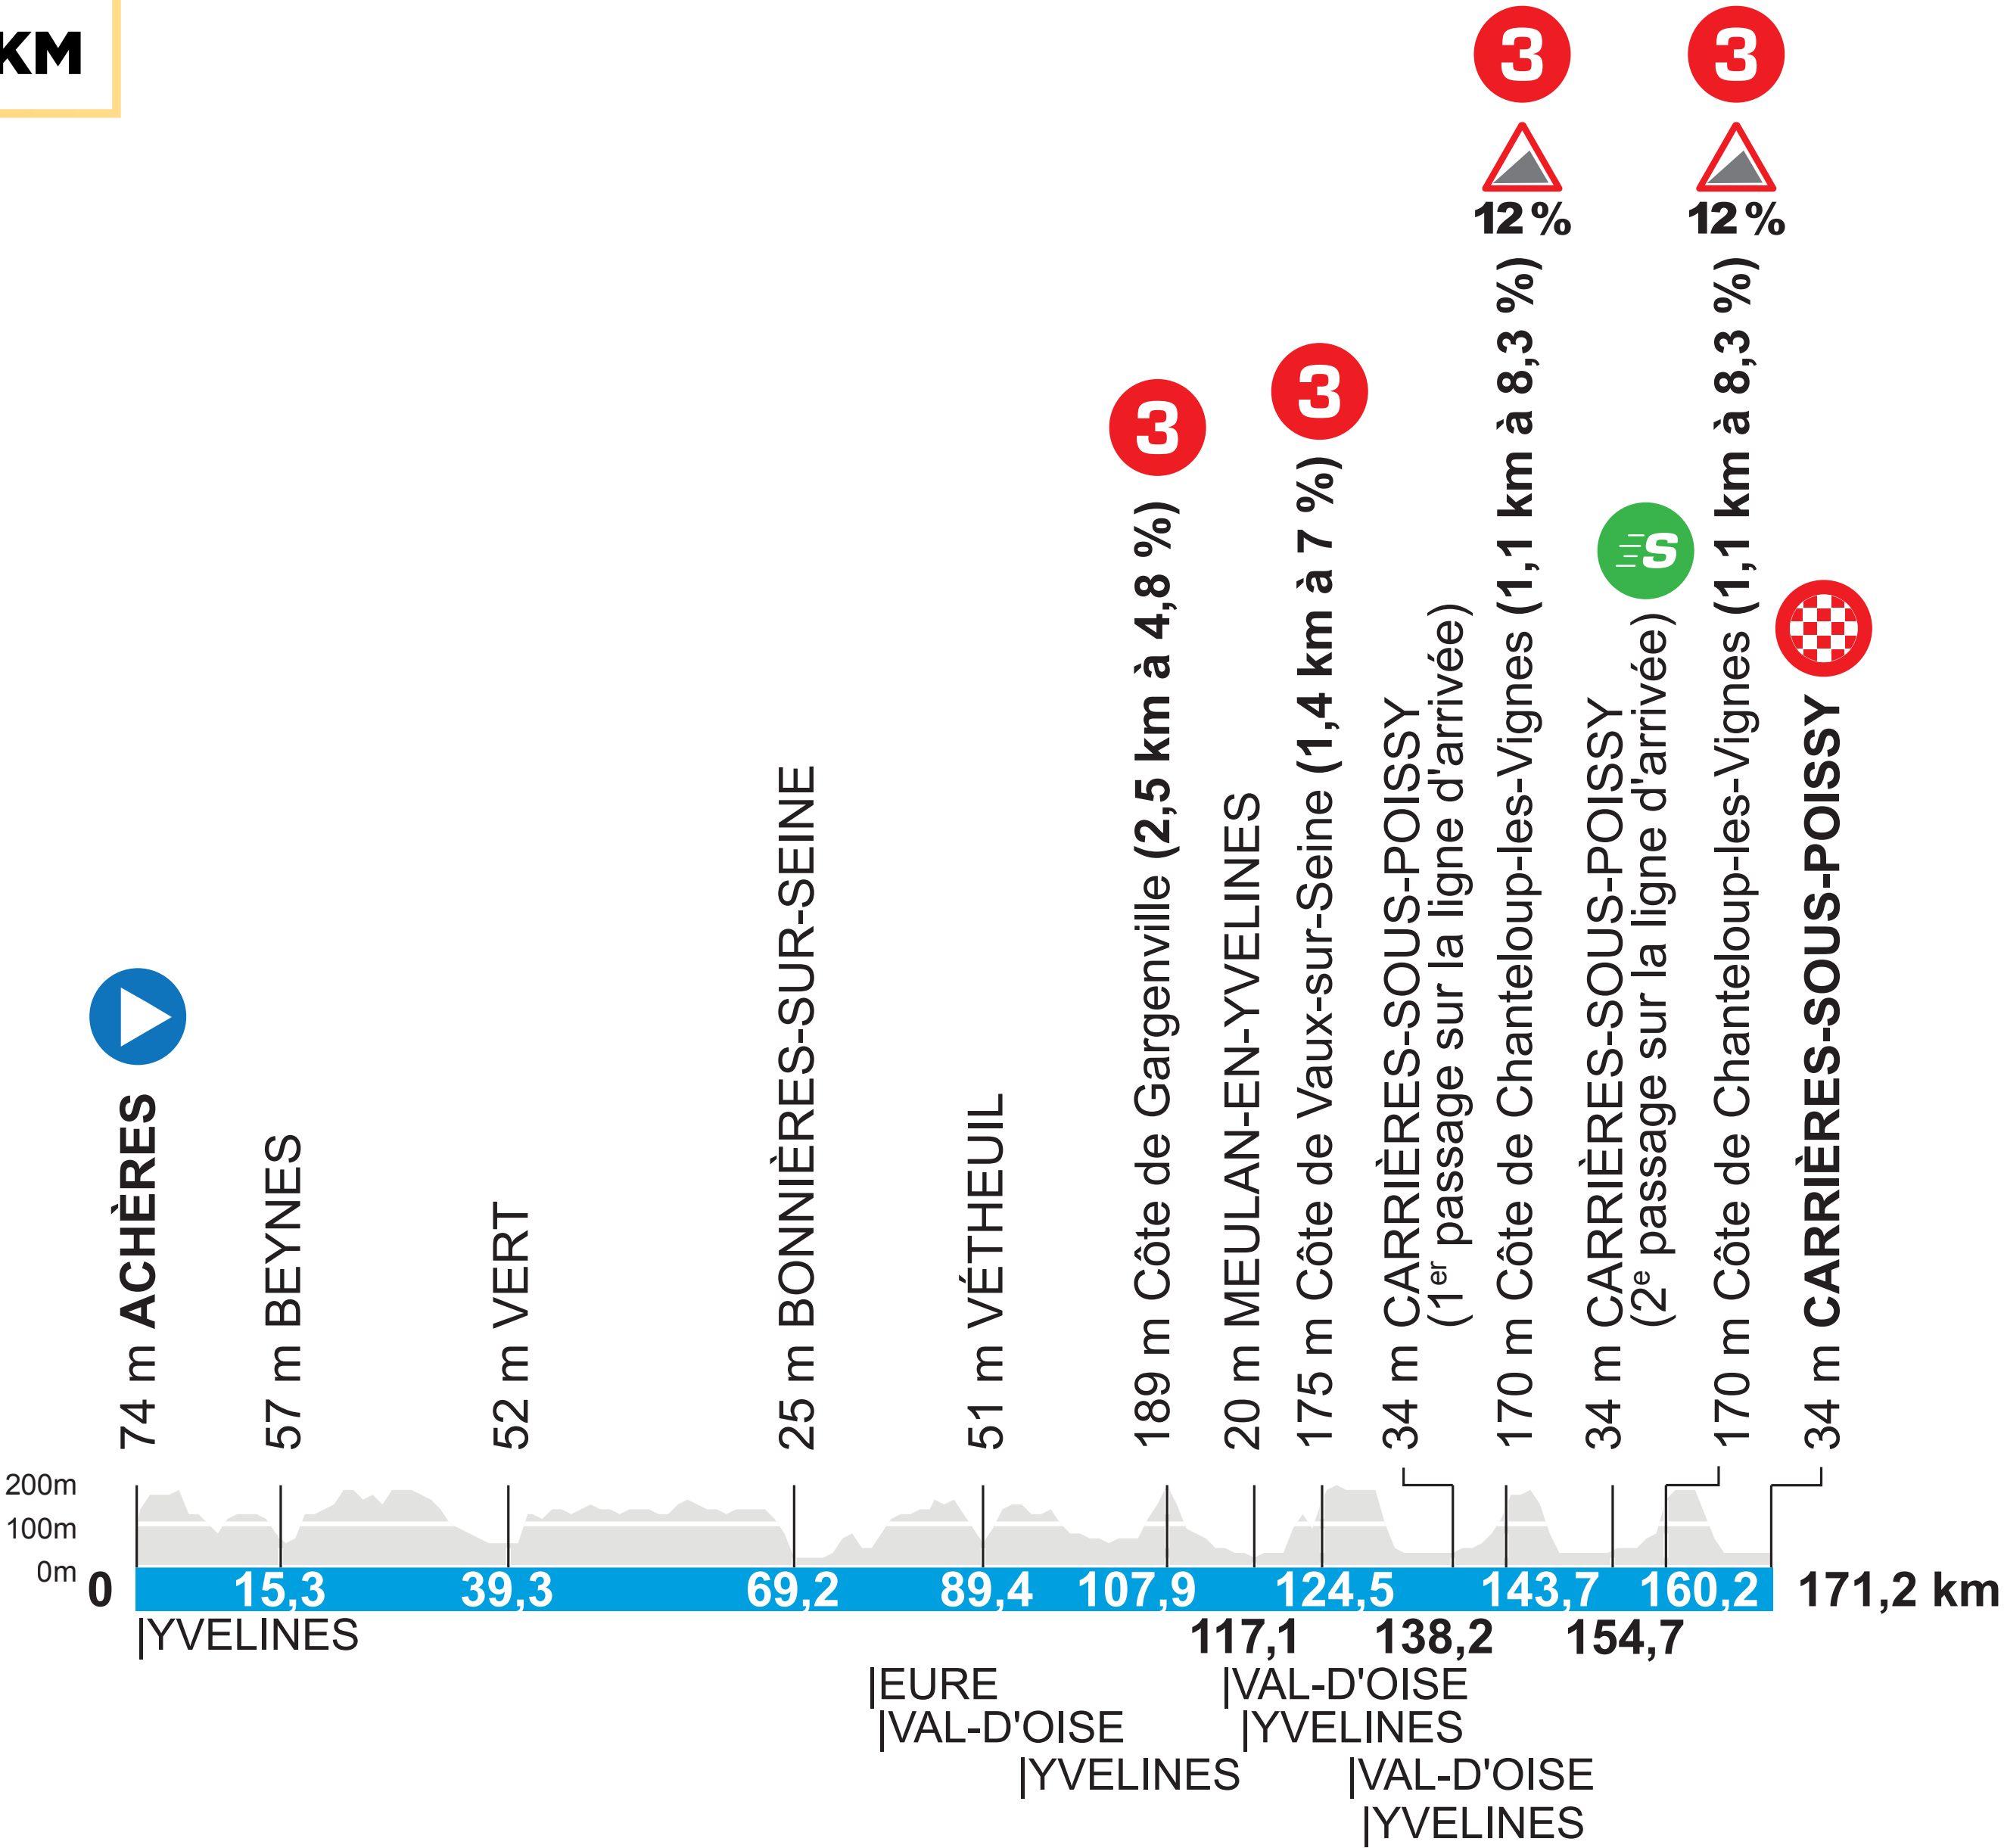 KM
3
3
12 %
12 %
3
3
S
74 m ACHÈRES
57 m BEYNES
52 m VERT
25 m BONNIÈRES-SUR-SEINE
51 m VÉTHEUIL
189 m Côte de Gargenville (2,5 km à 4,8 %)
20 m MEULAN-EN-YVELINES
175 m Côte de Vaux-sur-Seine (1,4 km à 7 %)
34 m CARRIÈRES-SOUS-POISSY
(1er passage sur la ligne d'arrivée)
170 m Côte de Chanteloup-les-Vignes (1,1 km à 8,3 %)
34 m CARRIÈRES-SOUS-POISSY
(2e passage sur la ligne d'arrivée)
170 m Côte de Chanteloup-les-Vignes (1,1 km à 8,3 %)
34 m CARRIÈRES-SOUS-POISSY
200m
100m
0m
0 15,3 39,3 69,2 89,4 107,9 124,5 143,7 160,2 171,2 km
117,1 138,2 154,7
|YVELINES
|EURE
|VAL-D'OISE
|YVELINES
|VAL-D'OISE
|YVELINES
|VAL-D'OISE
|YVELINES